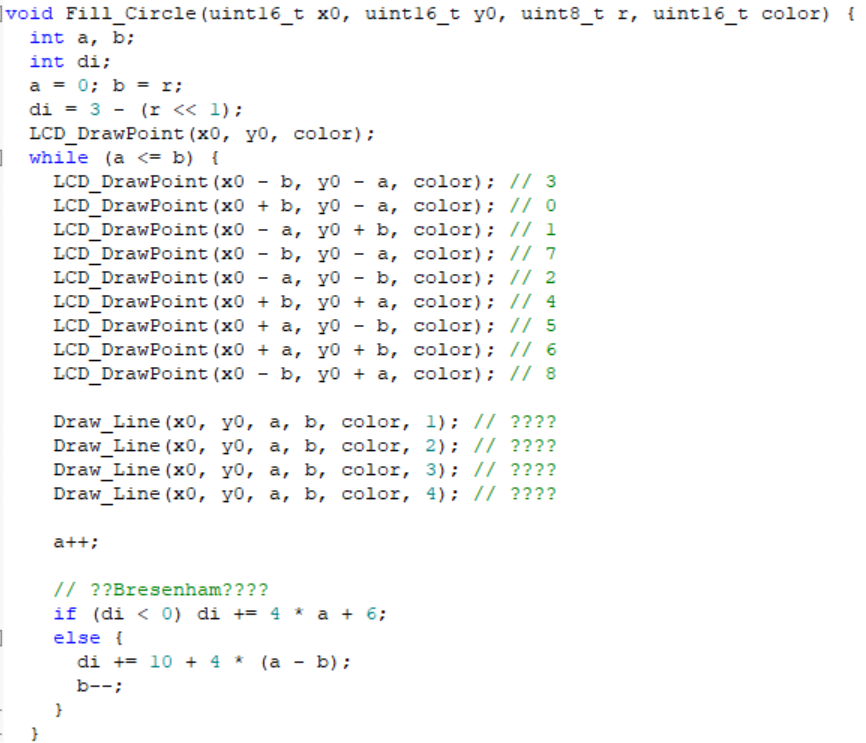 void Fill_Circle(uint16_t x0, uint16_t y0, uint8_t r, uint16_t color) {
  int a, b;
  int di;
  a = 0; b = r;
  di = 3 - (r << 1);
  LCD_DrawPoint(x0, y0, color);
  while (a <= b) {
    LCD_DrawPoint(x0 - b, y0 - a, color); // 3
    LCD_DrawPoint(x0 + b, y0 - a, color); // 0
    LCD_DrawPoint(x0 - a, y0 + b, color); // 1
    LCD_DrawPoint(x0 - b, y0 - a, color); // 7
    LCD_DrawPoint(x0 - a, y0 - b, color); // 2
    LCD_DrawPoint(x0 + b, y0 + a, color); // 4
    LCD_DrawPoint(x0 + a, y0 - b, color); // 5
    LCD_DrawPoint(x0 + a, y0 + b, color); // 6
    LCD_DrawPoint(x0 - b, y0 + a, color); // 8

    Draw_Line(x0, y0, a, b, color, 1); // ????
    Draw_Line(x0, y0, a, b, color, 2); // ????
    Draw_Line(x0, y0, a, b, color, 3); // ????
    Draw_Line(x0, y0, a, b, color, 4); // ????

    a++;

    // ??Bresenham????
    if (di < 0) di += 4 * a + 6;
    else {
      di += 10 + 4 * (a - b);
      b--;
    }
  }